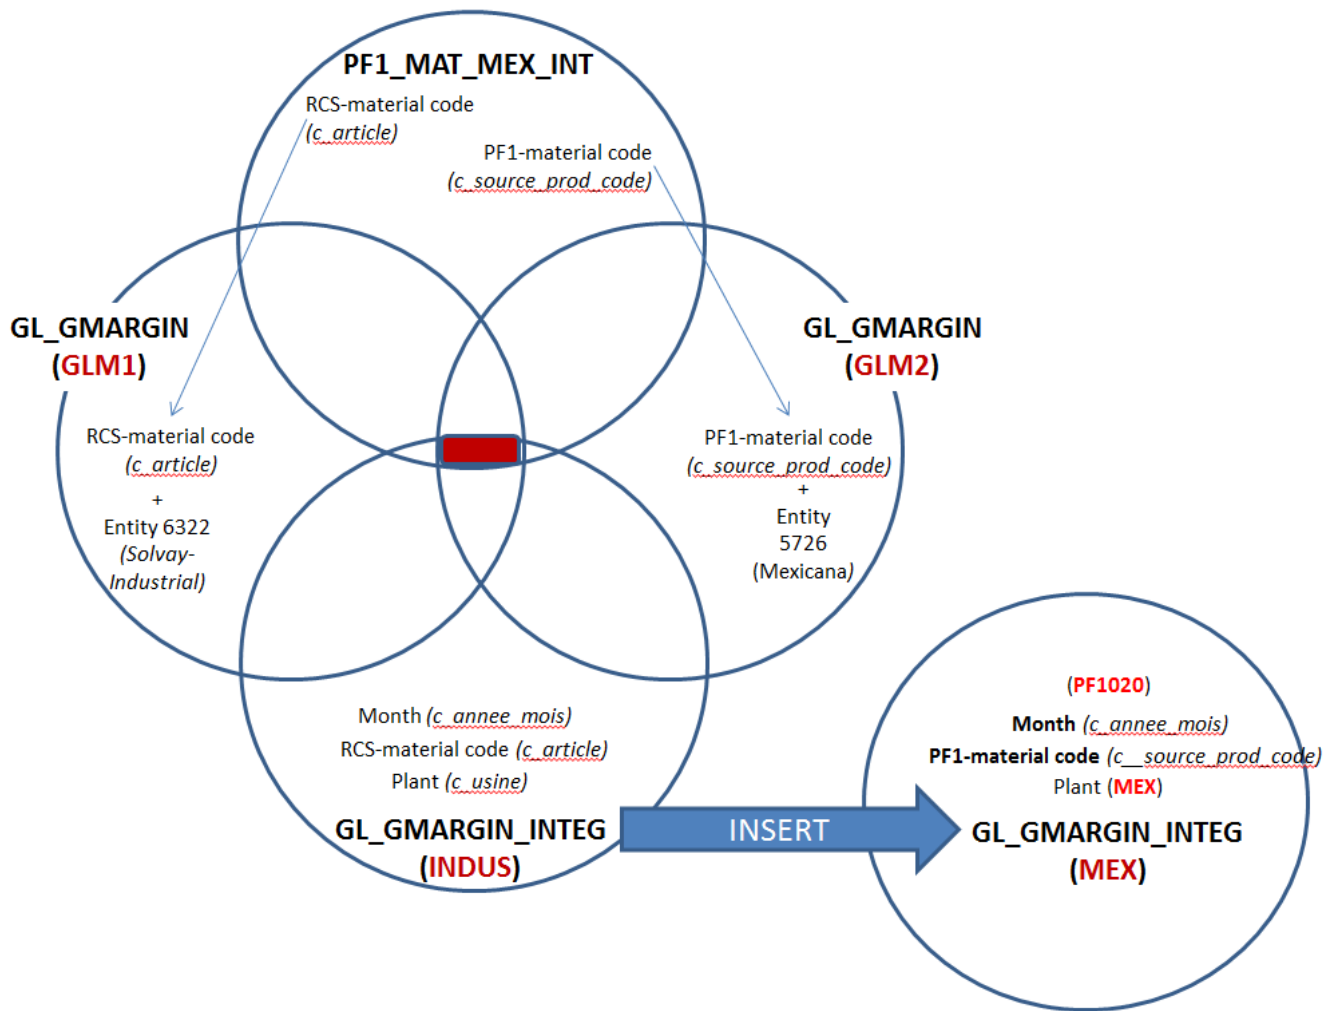 PF1_MAT_MEX_INT
RCS-material code
(c_article)
PF1-material code
(c_source_prod_code)
GL_GMARGIN
(GLM1)
GL_GMARGIN
(GLM2)
RCS-material code
(c_article)
+
Entity 6322
(Solvay-
Industrial)
PF1-material code
(c_source_prod_code)
+
Entity
5726
(Mexicana)
Month (c_annee_mois)
RCS-material code (c_article)
Plant (c_usine)
GL_GMARGIN_INTEG
(INDUS)
INSERT
(PF1020)
Month (c_annee_mois)
PF1-material code (c__source_prod_code)
Plant (MEX)
GL_GMARGIN_INTEG
(MEX)